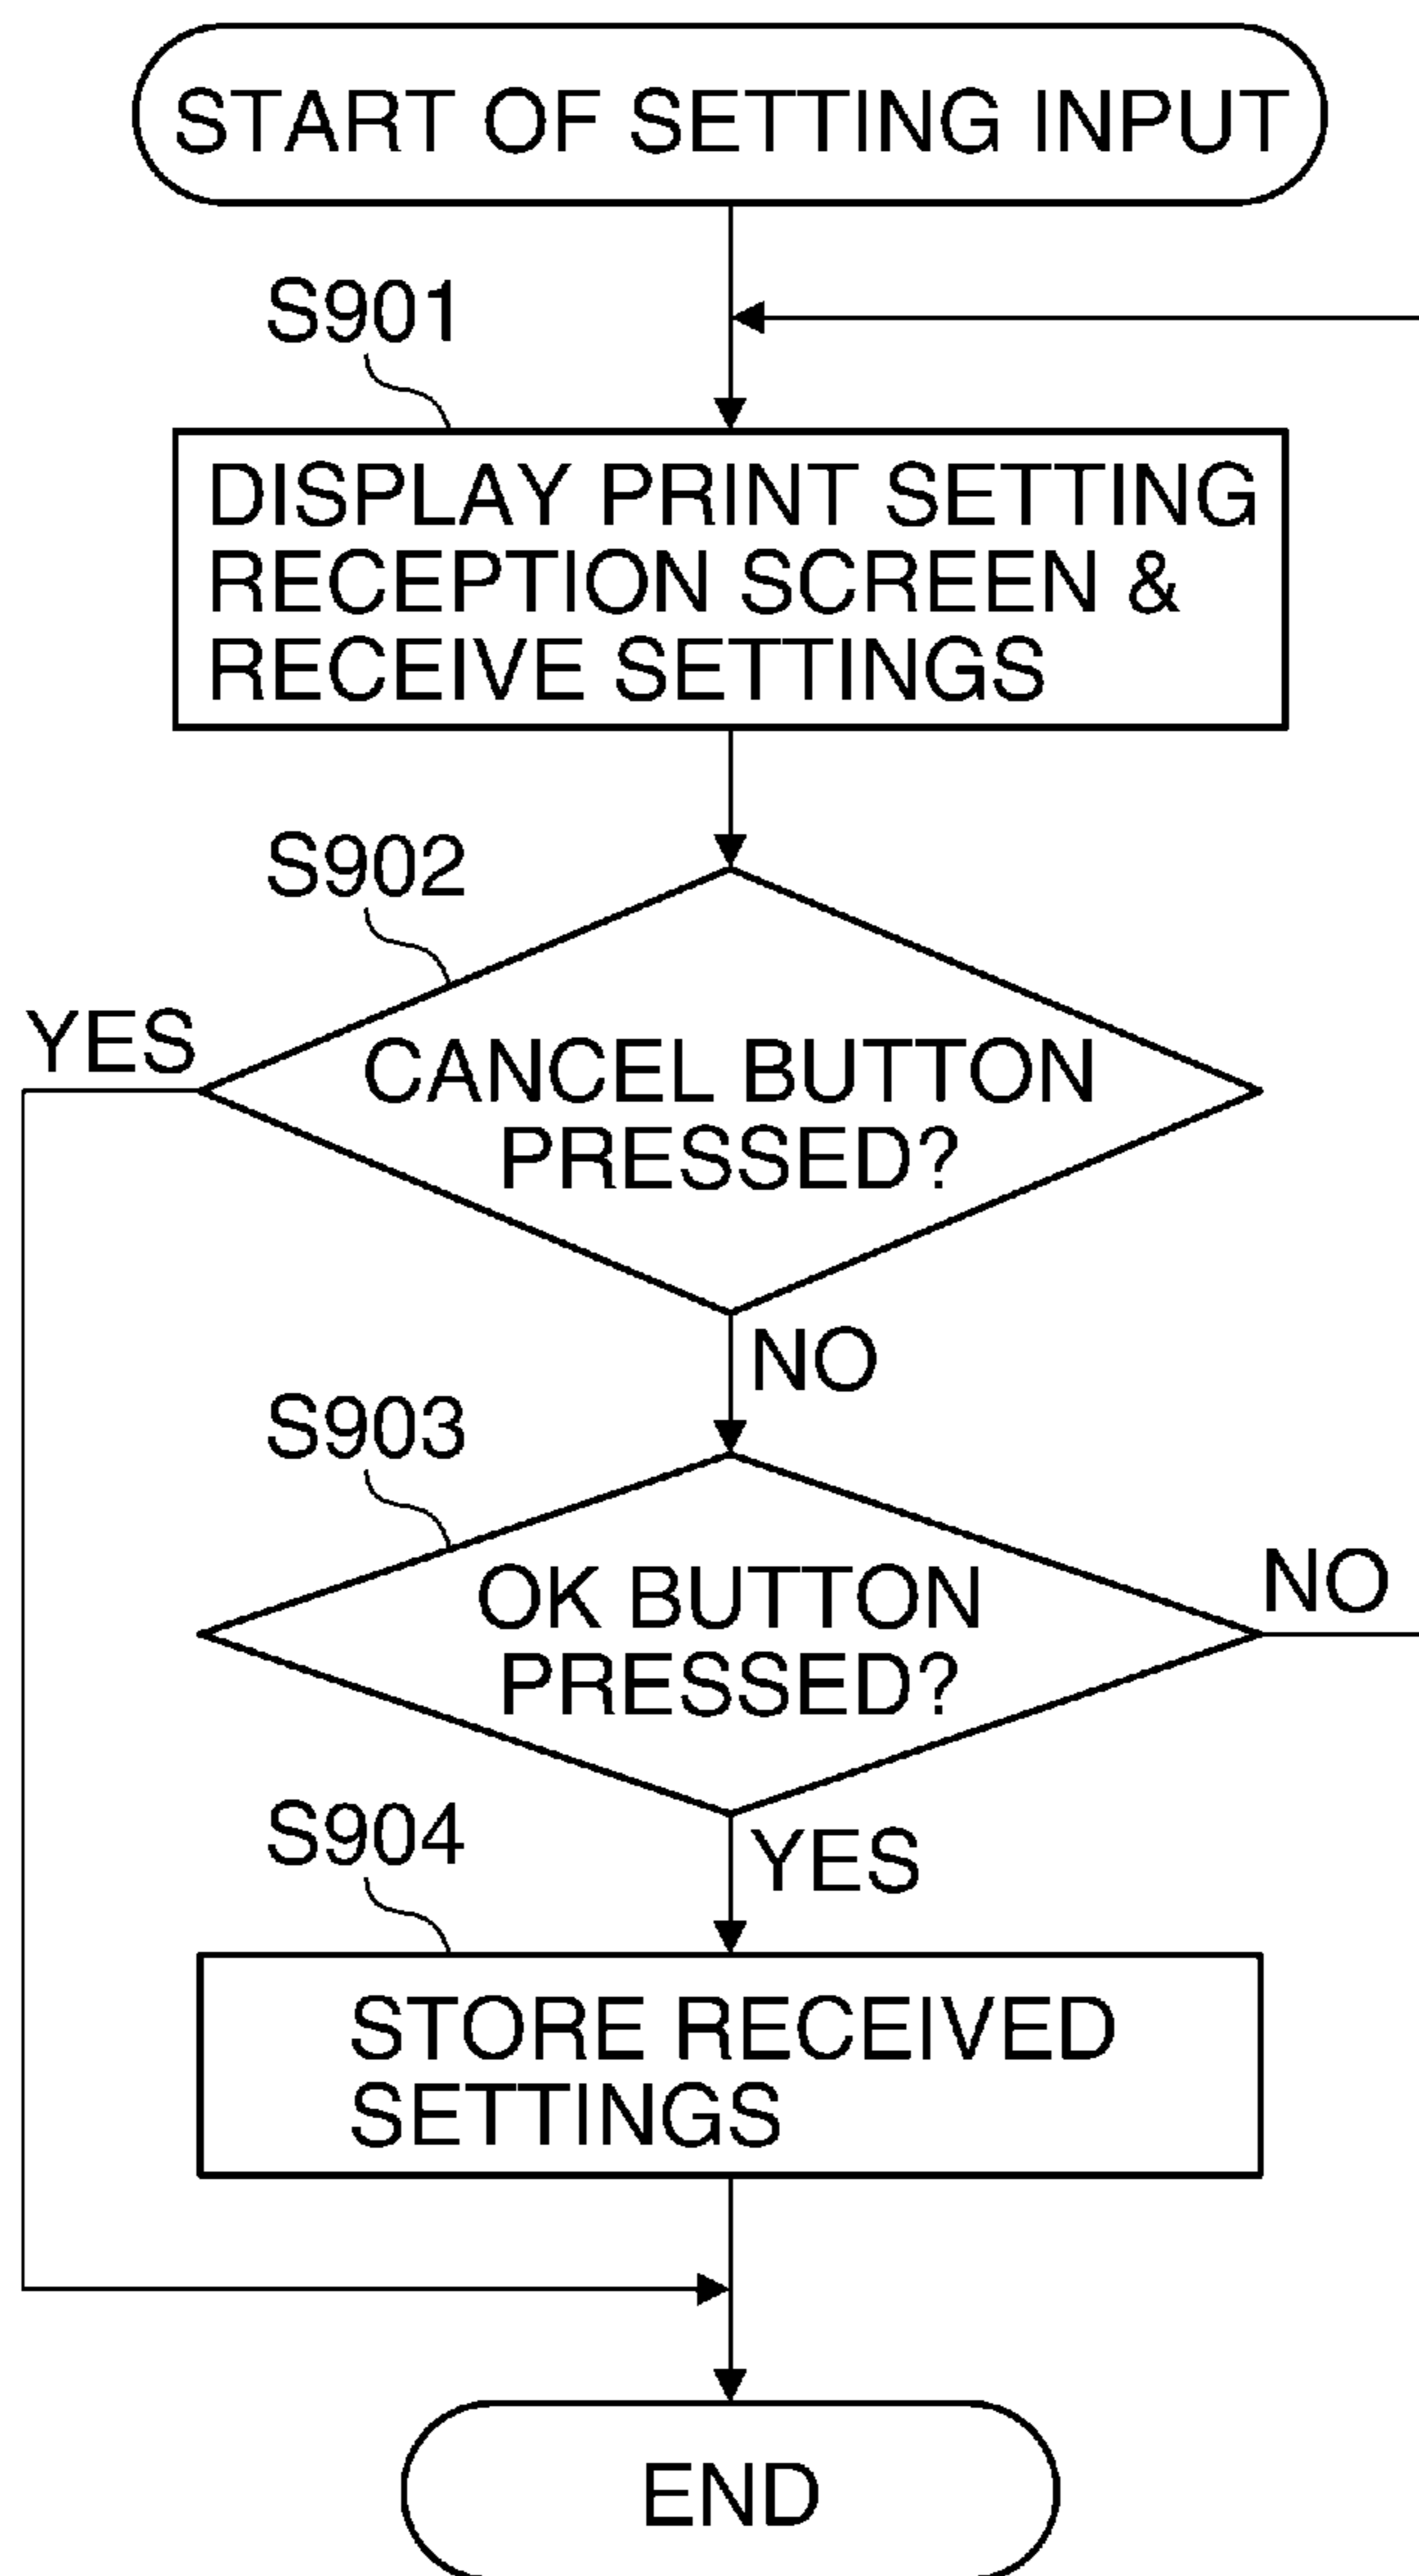 START OF SETTING INPUT
S901
DISPLAY PRINT SETTING
RECEPTION SCREEN &
RECEIVE SETTINGS
S902
YES
CANCEL BUTTON
PRESSED?
NO
S903
OK BUTTON
PRESSED?
NO
S904
YES
STORE RECEIVED
SETTINGS
END